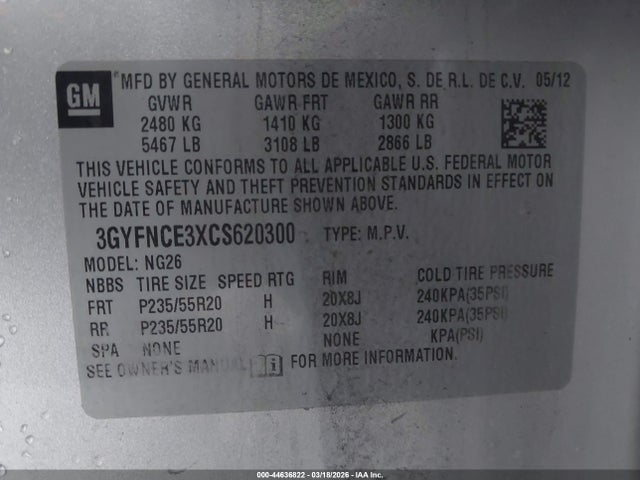 GM
MFD BY GENERAL MOTORS DE MEXICO, S. DE R.L. DE C.V. 05/12
GVWR GAWR FRT GAWR RR
2480 KG 1410 KG 1300 KG
5467 LB 3108 LB 2866 LB
THIS VEHICLE CONFORMS TO ALL APPLICABLE U.S. FEDERAL MOTOR
VEHICLE SAFETY AND THEFT PREVENTION STANDARDS IN EFFECT ON
THE DATE OF MANUFACTURE SHOWN ABOVE.
3GYFNCE3XCS620300 TYPE: M.P.V.
MODEL: NG26
NBBS TIRE SIZE SPEED RTG RIM COLD TIRE PRESSURE
FRT P235/55R20 H 20X8J 240KPA(35PSI)
RR P235/55R20 H 20X8J 240KPA(35PSI)
SPA NONE NONE KPA(PSI)
SEE OWNER'S MANUAL FOR MORE INFORMATION.
000-44636822 — 03/18/2026 — IAA Inc.